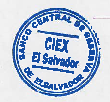 BANCO CENTRAL DE RESERVA
CIEX
El Salvador
DE EL SALVADOR